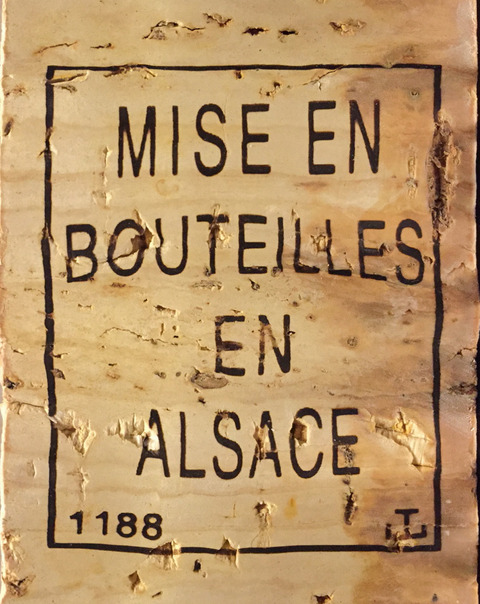 MISE EN
BOUTEILLES
EN
ALSACE
1188